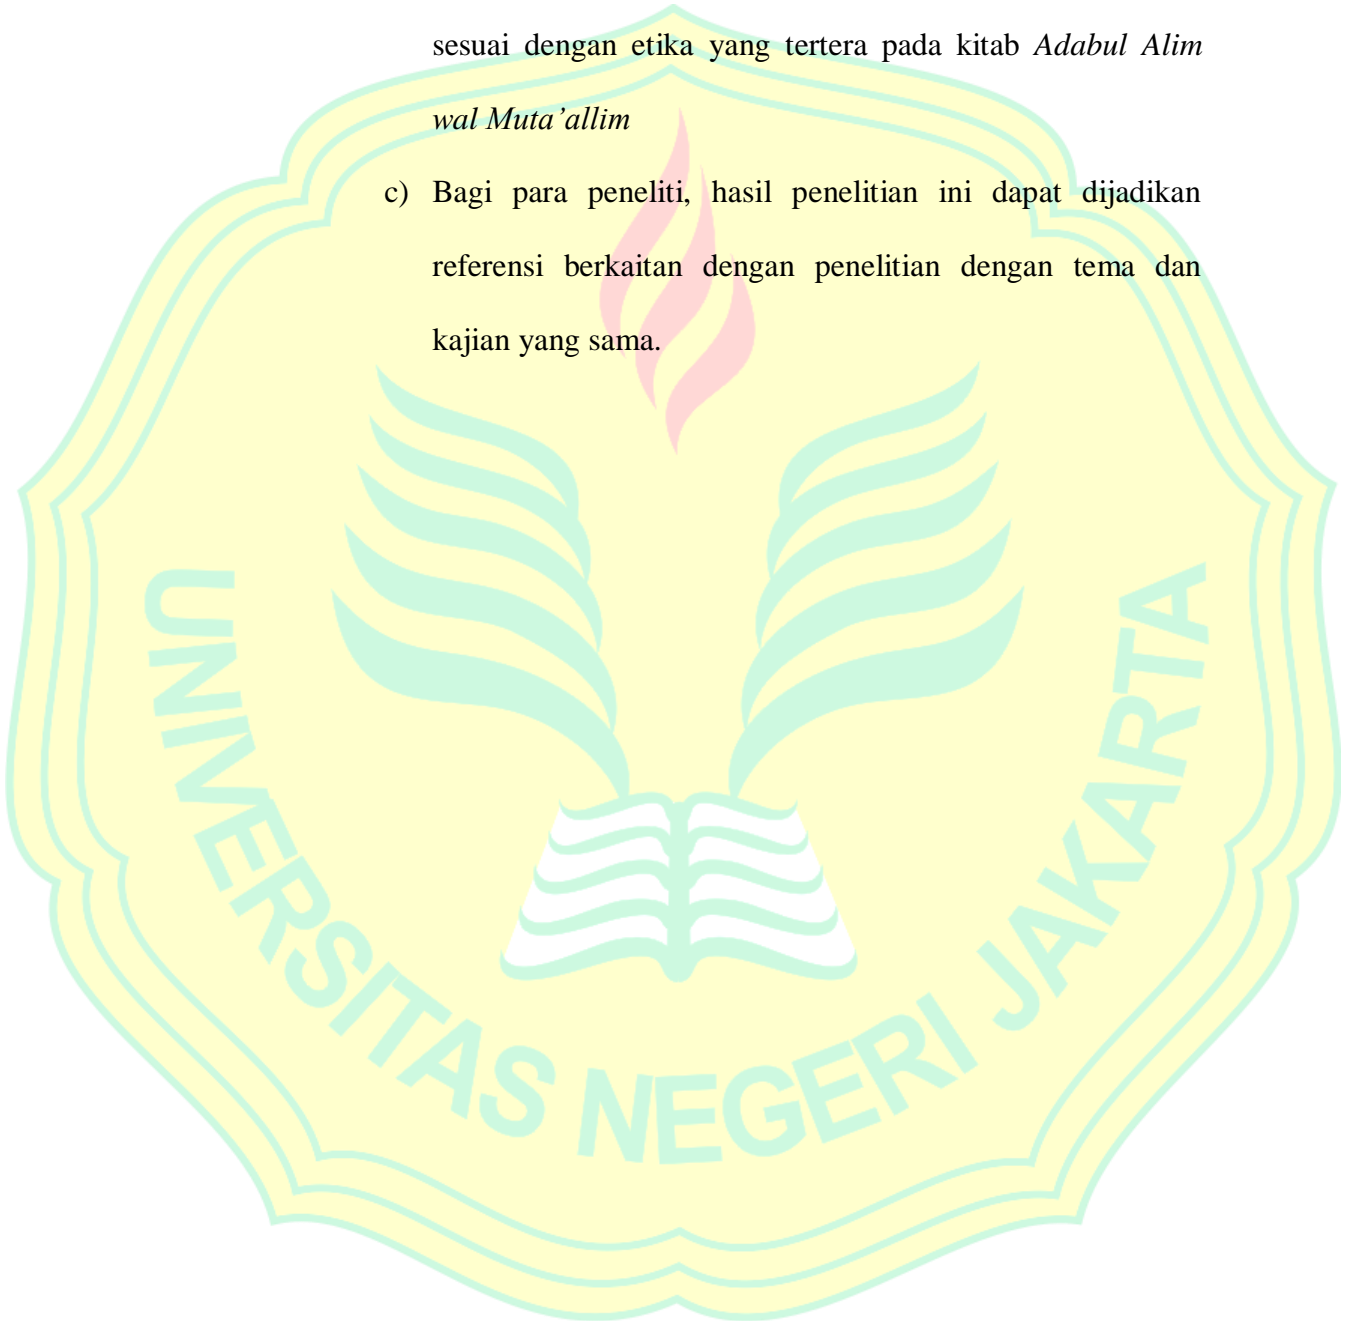 sesuai dengan etika yang tertera pada kitab Adabul Alim
wal Muta’allim
c) Bagi para peneliti, hasil penelitian ini dapat dijadikan
referensi berkaitan dengan penelitian dengan tema dan
kajian yang sama.
UNIVERSITAS NEGERI JAKARTA